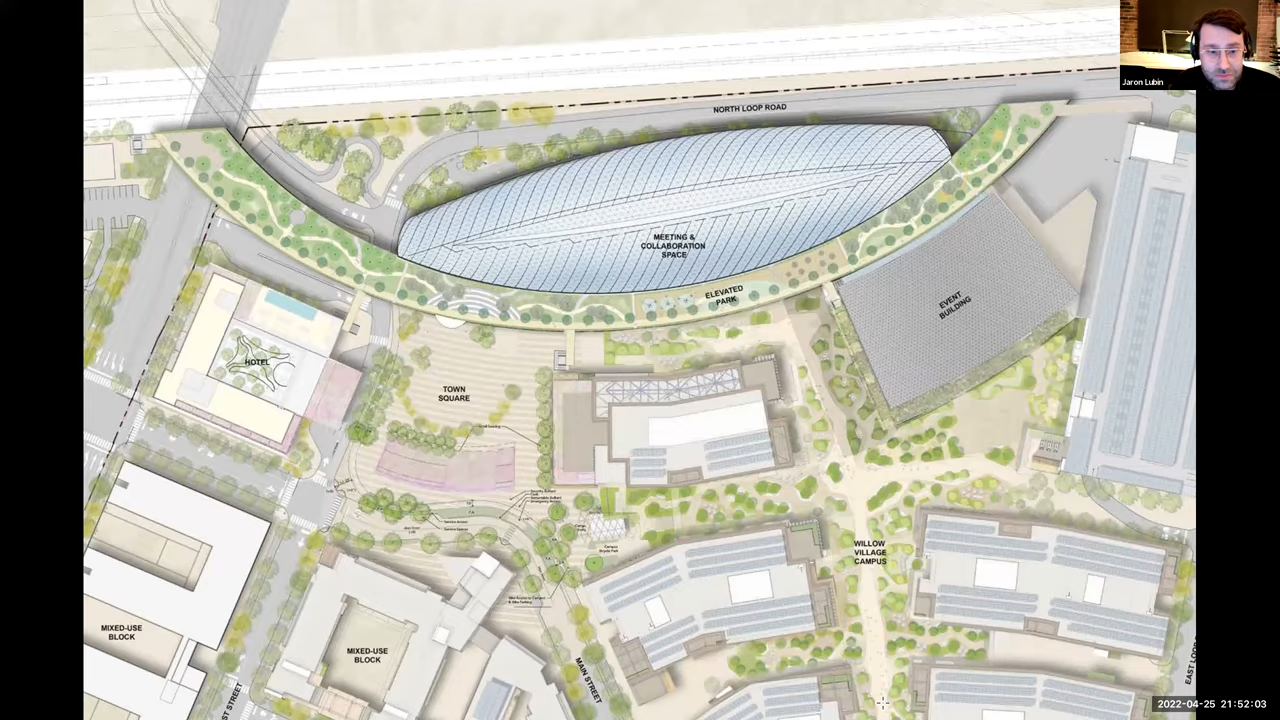 Jaron Lubin
NORTH LOOP ROAD
MEETING &
COLLABORATION
SPACE
ELEVATED
PARK
EVENT
BUILDING
HOTEL
TOWN
SQUARE
WILLOW
VILLAGE
CAMPUS
MIXED-USE
BLOCK
MIXED-USE
BLOCK
MAIN STREET
2022-04-25 21:52:03